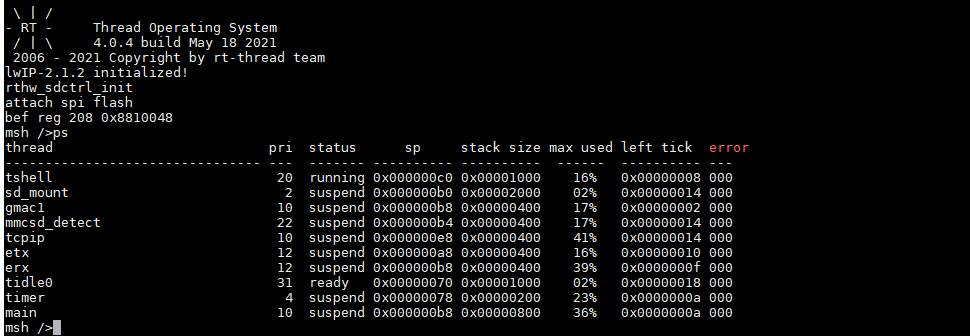 \ | /
- RT -     Thread Operating System
 / | \     4.0.4 build May 18 2021
 2006 - 2021 Copyright by rt-thread team
lwIP-2.1.2 initialized!
rthw_sdctrl_init
attach spi flash
bef reg 208 0x8810048
msh />ps
thread                           pri  status      sp     stack size max used left tick  error
-------------------------------- ---  ------- ---------- ----------  ------  ---------- ---
tshell                            20  running 0x000000c0 0x00001000    16%   0x00000008 000
sd_mount                           2  suspend 0x000000b0 0x00002000    02%   0x00000014 000
gmac1                             10  suspend 0x000000b8 0x00000400    17%   0x00000002 000
mmcsd_detect                      22  suspend 0x000000b4 0x00000400    17%   0x00000014 000
tcpip                             10  suspend 0x000000e8 0x00000400    41%   0x00000014 000
etx                               12  suspend 0x000000a8 0x00000400    16%   0x00000010 000
erx                               12  suspend 0x000000b8 0x00000400    39%   0x0000000f 000
tidle0                            31  ready   0x00000070 0x00001000    02%   0x00000018 000
timer                              4  suspend 0x00000078 0x00000200    23%   0x0000000a 000
main                              10  suspend 0x000000b8 0x00000800    36%   0x0000000a 000
msh />